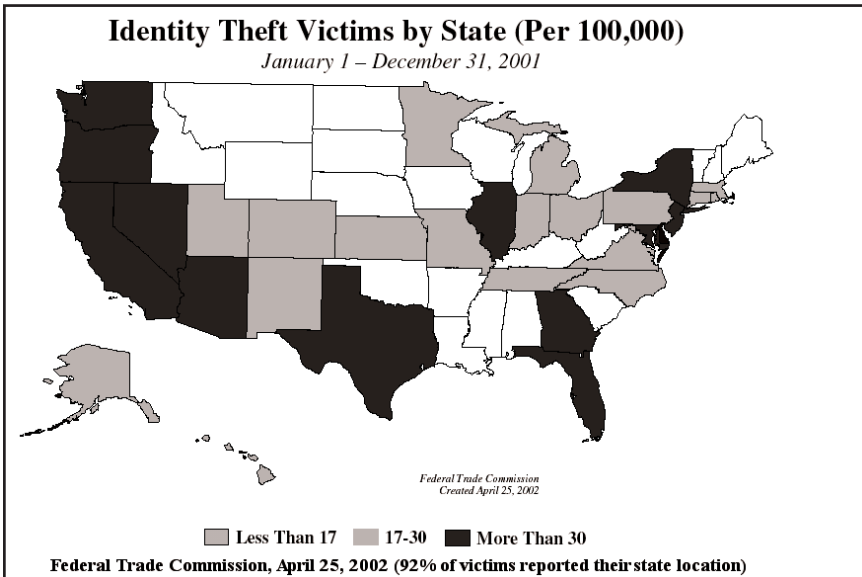 Identity Theft Victims by State (Per 100,000)
January 1 – December 31, 2001
Federal Trade Commission
Created April 25, 2002
Less Than 17 17-30 More Than 30
Federal Trade Commission, April 25, 2002 (92% of victims reported their state location)